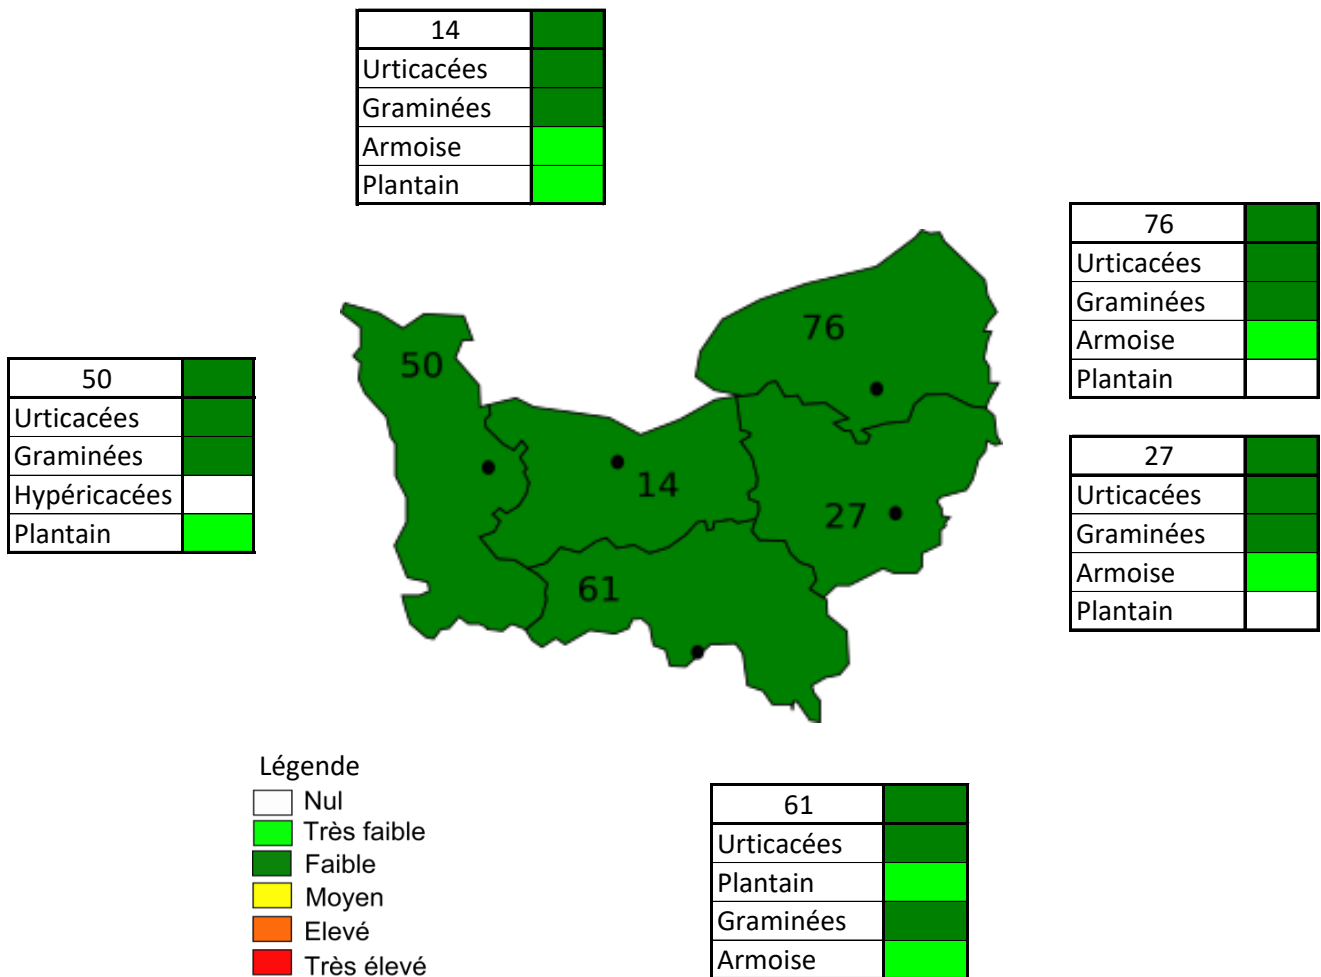 14
Urticacées
Graminées
Armoise
Plantain
76
Urticacées
Graminées
Armoise
Plantain
50
Urticacées
Graminées
Hypéricacées
Plantain
27
Urticacées
Graminées
Armoise
Plantain
76
50
14
27
61
Légende
Nul
Très faible
Faible
Moyen
Elevé
Très élevé
61
Urticacées
Plantain
Graminées
Armoise